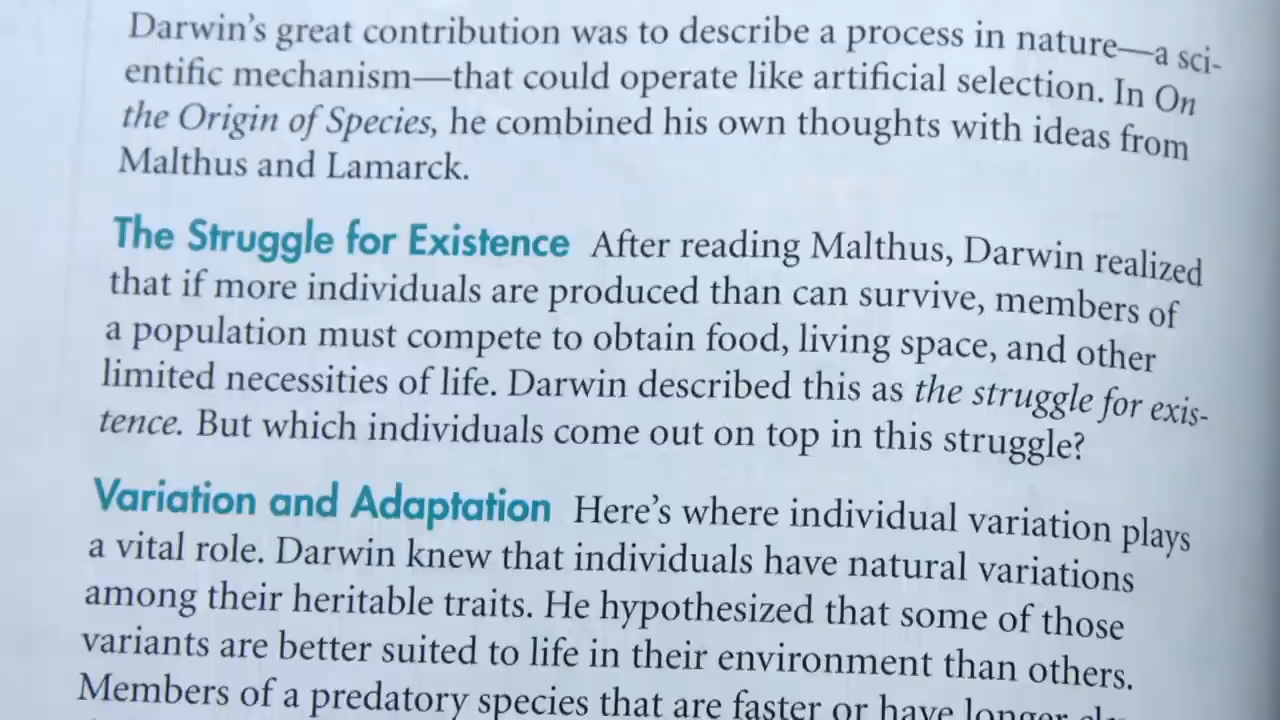 Darwin's great contribution was to describe a process in nature—a sci-
entific mechanism—that could operate like artificial selection. In On
the Origin of Species, he combined his own thoughts with ideas from
Malthus and Lamarck.
The Struggle for Existence After reading Malthus, Darwin realized
that if more individuals are produced than can survive, members of
a population must compete to obtain food, living space, and other
limited necessities of life. Darwin described this as the struggle for exis-
tence. But which individuals come out on top in this struggle?
Variation and Adaptation Here's where individual variation plays
a vital role. Darwin knew that individuals have natural variations
among their heritable traits. He hypothesized that some of those
variants are better suited to life in their environment than others.
Members of a predatory species that are faster or have longer